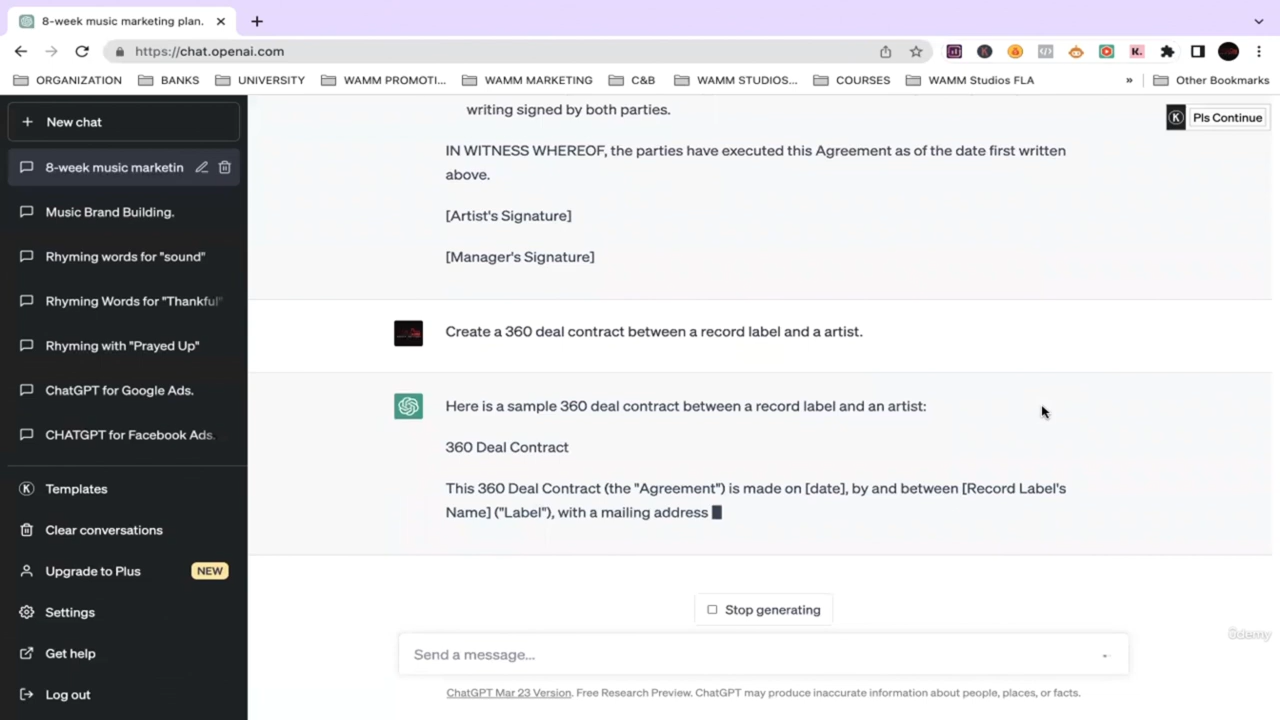 8-week music marketing plan.
https://chat.openai.com
K.
ORGANIZATION
BANKS
UNIVERSITY
WAMM PROMOTI...
WAMM MARKETING
C&B
WAMM STUDIOS...
COURSES
WAMM Studios FLA
»
Other Bookmarks
New chat
8-week music marketin
Music Brand Building.
Rhyming words for "sound"
Rhyming Words for "Thankful"
Rhyming with "Prayed Up"
ChatGPT for Google Ads.
CHATGPT for Facebook Ads.
Templates
Clear conversations
Upgrade to Plus NEW
Settings
Get help
Log out
writing signed by both parties.
K Pls Continue
IN WITNESS WHEREOF, the parties have executed this Agreement as of the date first written
above.
[Artist's Signature]
[Manager's Signature]
Create a 360 deal contract between a record label and a artist.
Here is a sample 360 deal contract between a record label and an artist:
360 Deal Contract
This 360 Deal Contract (the "Agreement") is made on [date], by and between [Record Label's
Name] ("Label"), with a mailing address
Stop generating
Send a message...
ChatGPT Mar 23 Version. Free Research Preview. ChatGPT may produce inaccurate information about people, places, or facts.
ûdemy